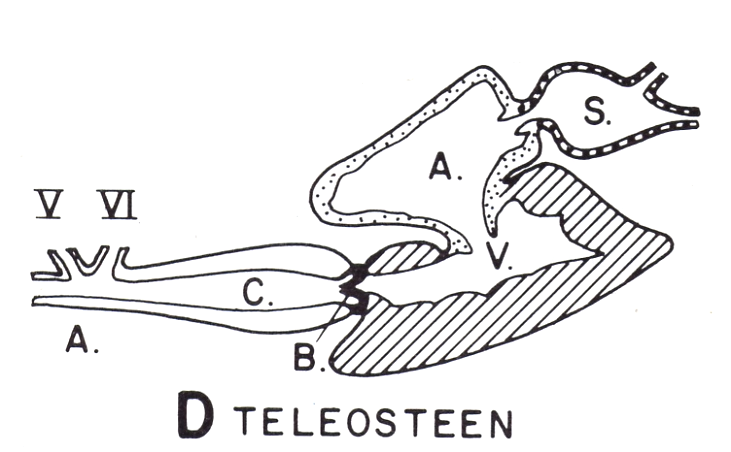 S.
A.
V VI
V.
C.
A.
B.
D TELEOSTEEN